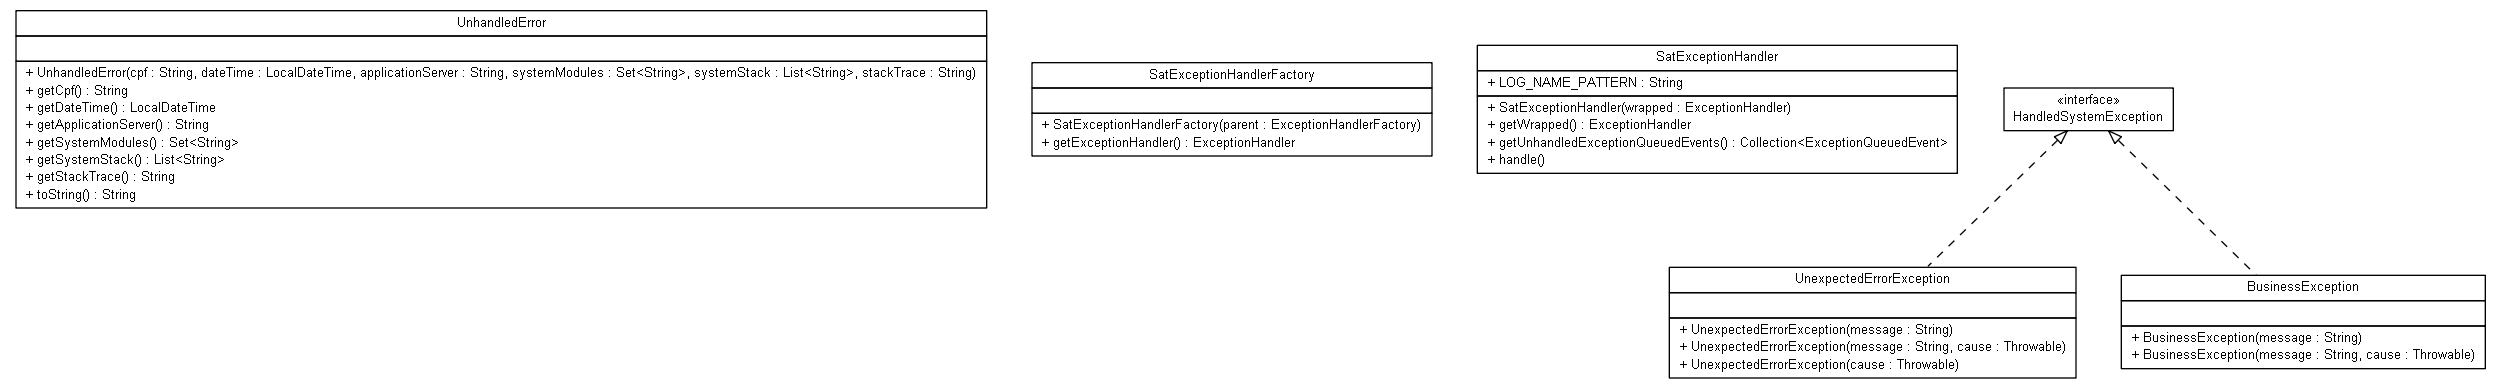 UnhandledError
+ UnhandledError(cpf : String, dateTime : LocalDateTime, applicationServer : String, systemModules : Set<String>, systemStack : List<String>, stackTrace : String)
+ getCpf() : String
+ getDateTime() : LocalDateTime
+ getApplicationServer() : String
+ getSystemModules() : Set<String>
+ getSystemStack() : List<String>
+ getStackTrace() : String
+ toString() : String
SatExceptionHandlerFactory
+ SatExceptionHandlerFactory(parent : ExceptionHandlerFactory)
+ getExceptionHandler() : ExceptionHandler
SatExceptionHandler
+ LOG_NAME_PATTERN : String
+ SatExceptionHandler(wrapped : ExceptionHandler)
+ getWrapped() : ExceptionHandler
+ getUnhandledExceptionQueuedEvents() : Collection<ExceptionQueuedEvent>
+ handle()
«interface»
HandledSystemException
UnexpectedErrorException
+ UnexpectedErrorException(message : String)
+ UnexpectedErrorException(message : String, cause : Throwable)
+ UnexpectedErrorException(cause : Throwable)
BusinessException
+ BusinessException(message : String)
+ BusinessException(message : String, cause : Throwable)